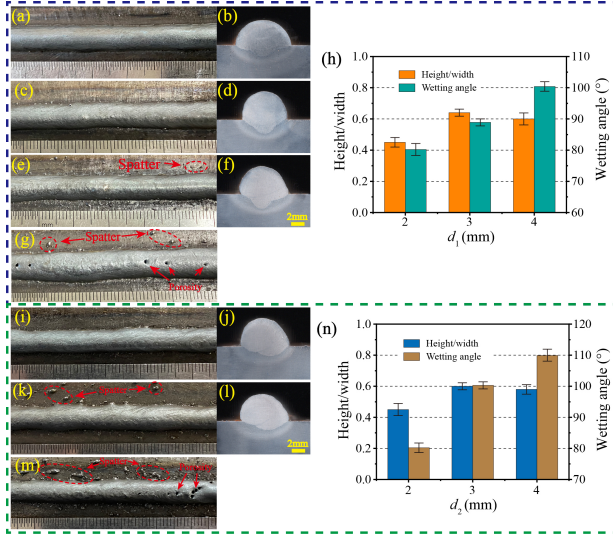 (a)
(b)
(c)
(d)
(e)
Spatter
(f)
2mm
(g)
Spatter
Porosity
(h)
1.0
0.8
0.6
0.4
0.2
0.0
Height/width
Height/width
Wetting angle
100
90
80
70
60
Wetting angle (°)
2
3
4
d₁ (mm)
(i)
(j)
(k)
(l)
2mm
(m)
(n)
1.0
0.8
0.6
0.4
0.2
0.0
Height/width
Height/width
Wetting angle
120
110
100
90
80
70
Wetting angle (°)
2
3
4
d₂ (mm)